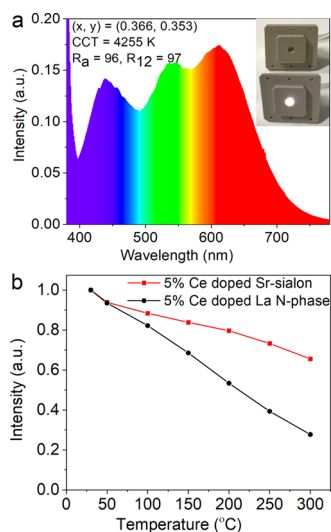 a
(x, y) = (0.366, 0.353)
CCT = 4255 K
Ra = 96, R12 = 97
Intensity (a.u.)
0.20
0.15
0.10
0.05
0.00
400 500 600 700
Wavelength (nm)
b
5% Ce doped Sr-sialon
5% Ce doped La N-phase
Intensity (a.u.)
1.0
0.8
0.6
0.4
0.2
0.0
0 50 100 150 200 250 300
Temperature (°C)